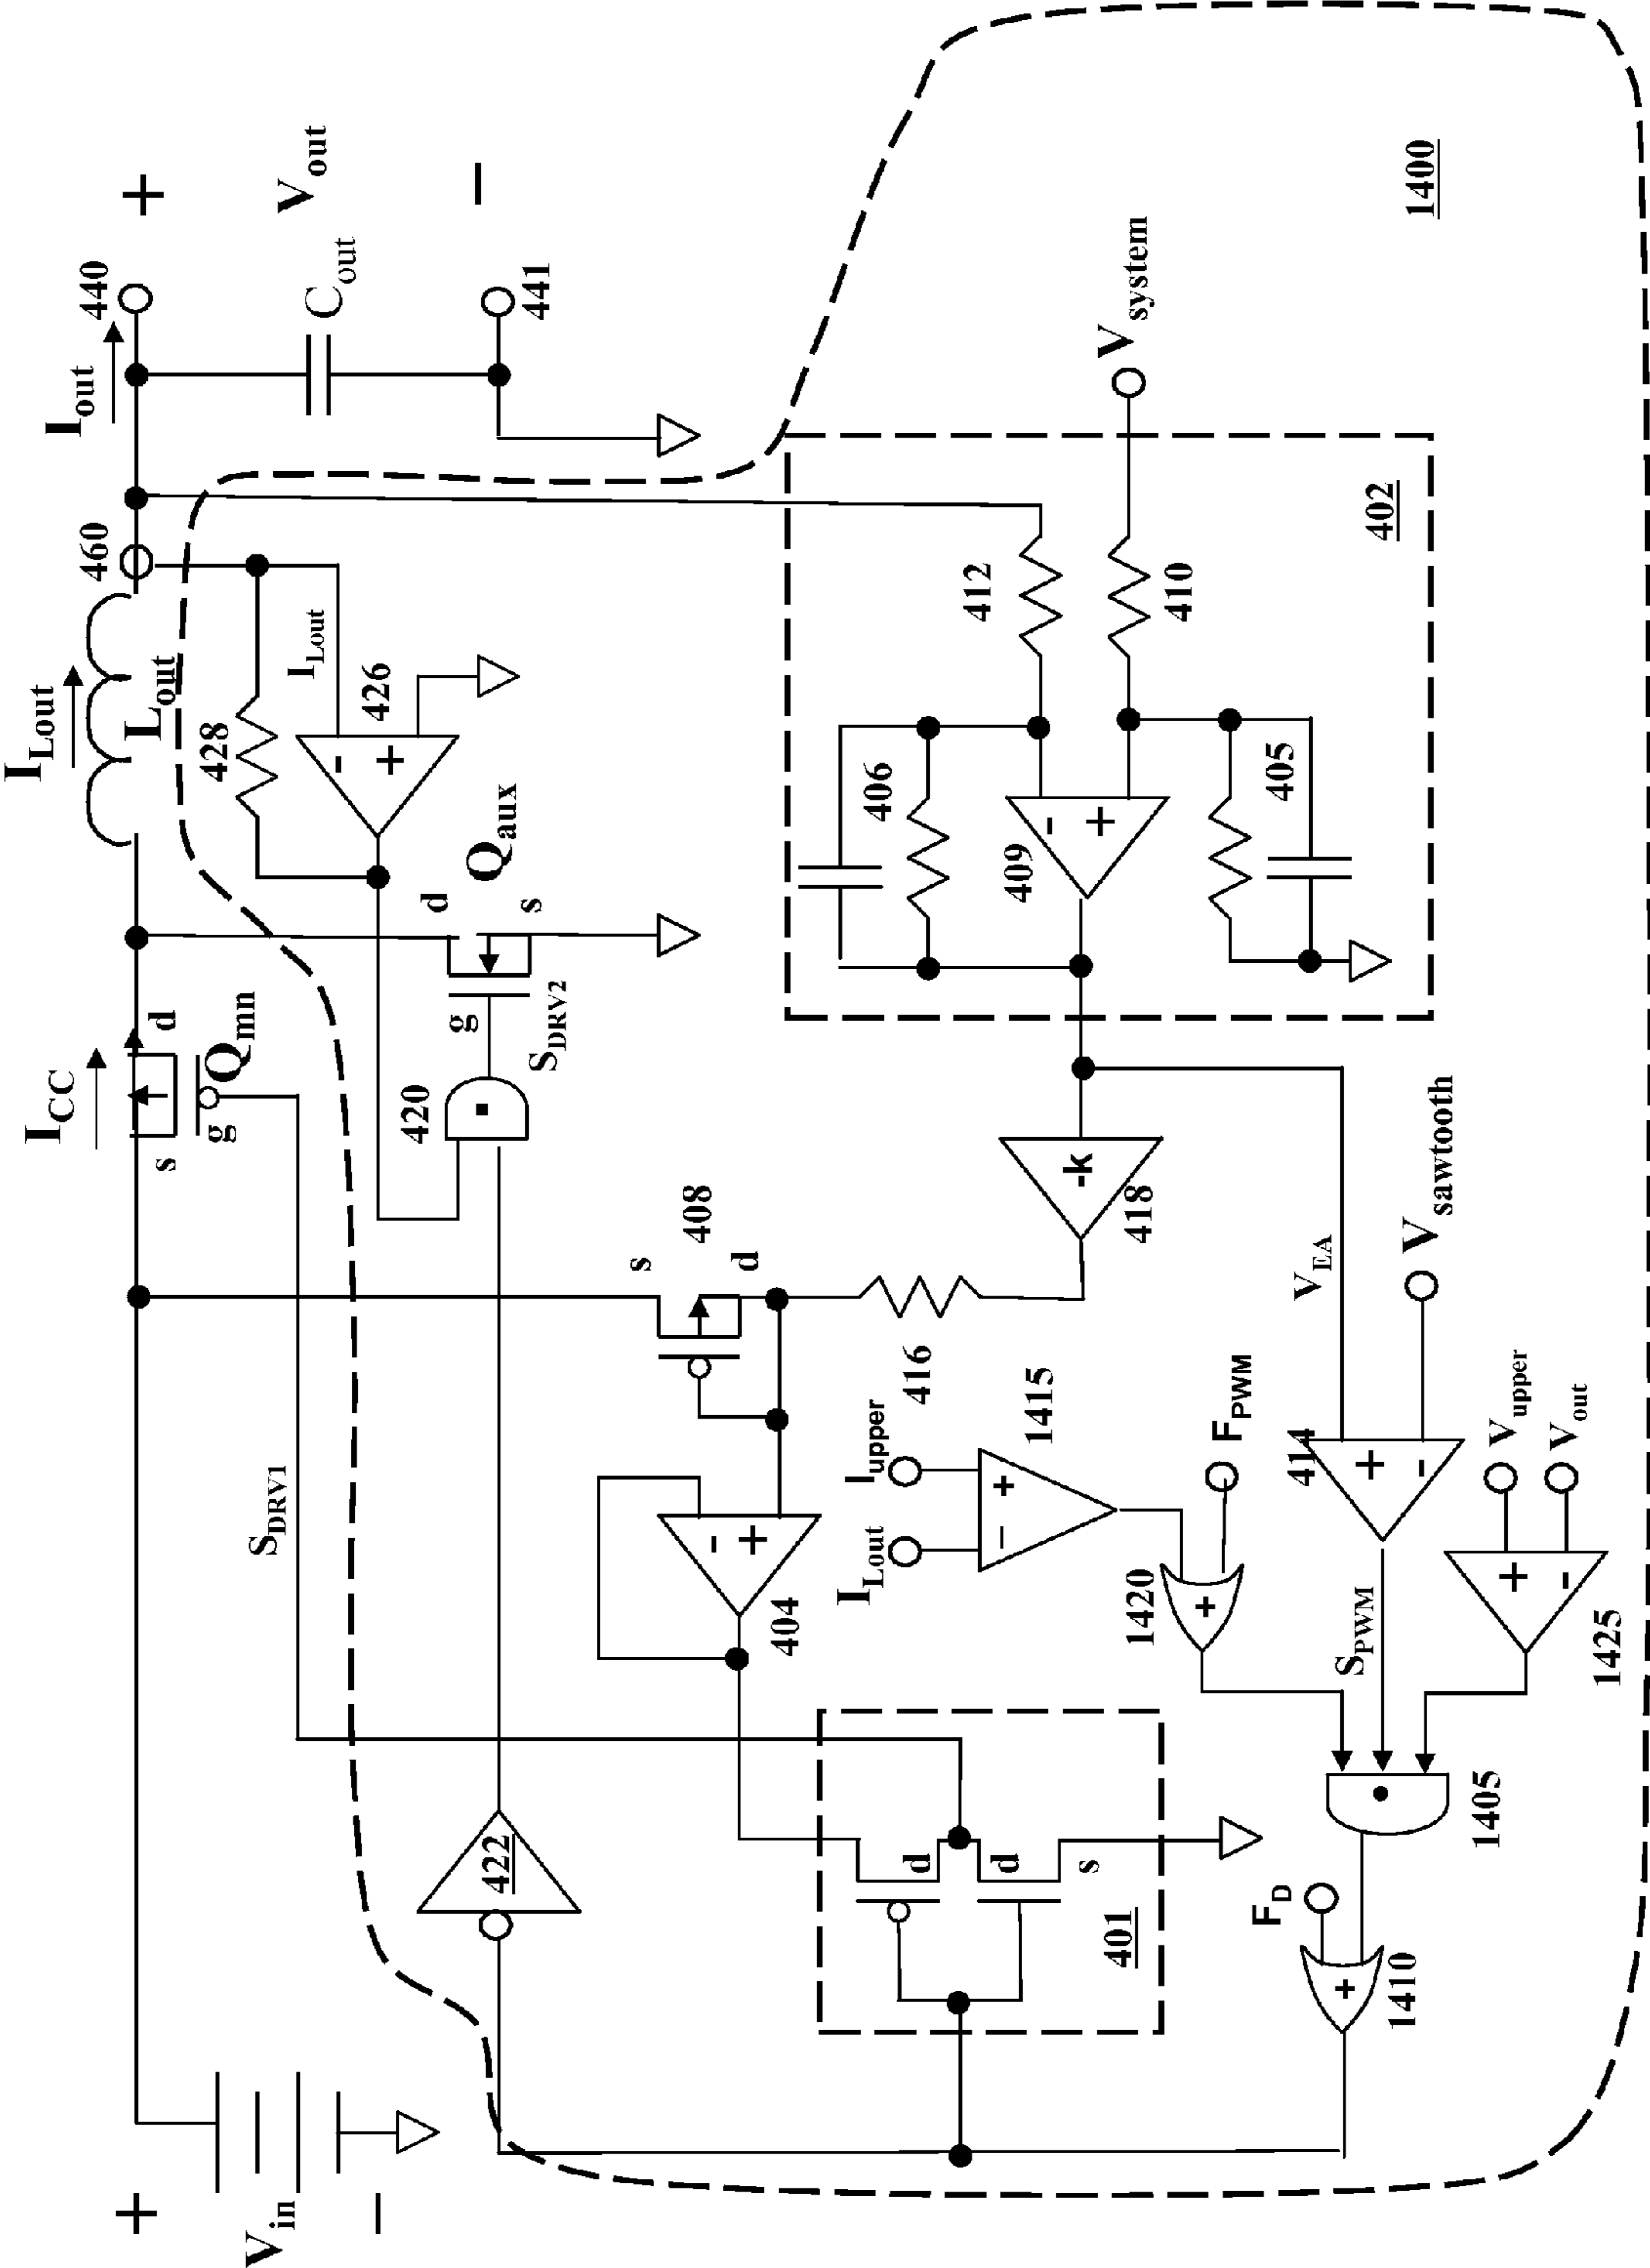 +
V_in
−
I_CC
s
d
g
Q_mn
I_Lout
L_out
460
I_out
440
+
V_out
−
C_out
441
S_DRV1
428
I_Lout
426
-
+
d
Q_aux
s
g
S_DRV2
420
422
s
408
d
404
-
+
416
-k
418
402
412
410
406
409
-
+
405
V_system
401
d
d
s
I_upper
I_Lout
1415
+
−
F_PWM
1420
+
V_EA
414
+
-
V_sawtooth
S_PWM
V_upper
V_out
+
-
1425
1405
F_D
+
1410
1400